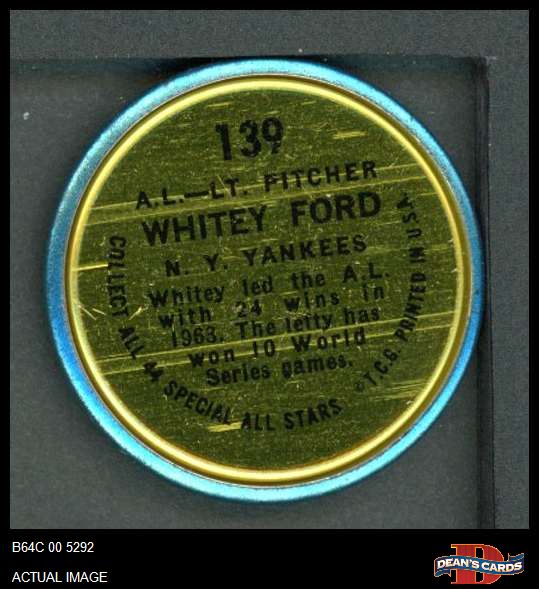 139
A.L.—LT. PITCHER
WHITEY FORD
N. Y. YANKEES
Whitey led the A.L.
with 24 wins in
1963. The lefty has
won 10 World
Series games.
COLLECT ALL 44 SPECIAL ALL STARS ©T.C.G. PRINTED IN U.S.A.
B64C 00 5292
ACTUAL IMAGE
D
DEAN'S CARDS